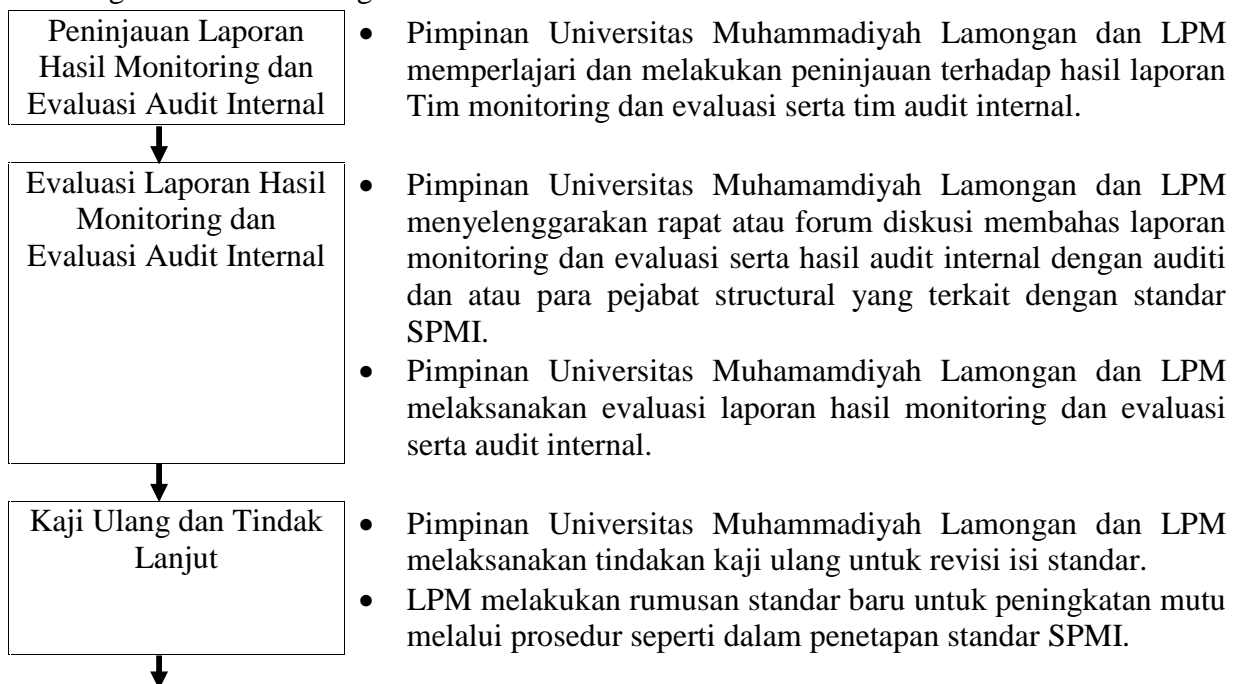 Peninjauan Laporan
Hasil Monitoring dan
Evaluasi Audit Internal
• Pimpinan Universitas Muhammadiyah Lamongan dan LPM
memperlajari dan melakukan peninjauan terhadap hasil laporan
Tim monitoring dan evaluasi serta tim audit internal.
Evaluasi Laporan Hasil
Monitoring dan
Evaluasi Audit Internal
• Pimpinan Universitas Muhamamdiyah Lamongan dan LPM
menyelenggarakan rapat atau forum diskusi membahas laporan
monitoring dan evaluasi serta hasil audit internal dengan auditi
dan atau para pejabat structural yang terkait dengan standar
SPMI.
• Pimpinan Universitas Muhamamdiyah Lamongan dan LPM
melaksanakan evaluasi laporan hasil monitoring dan evaluasi
serta audit internal.
Kaji Ulang dan Tindak
Lanjut
• Pimpinan Universitas Muhammadiyah Lamongan dan LPM
melaksanakan tindakan kaji ulang untuk revisi isi standar.
• LPM melakukan rumusan standar baru untuk peningkatan mutu
melalui prosedur seperti dalam penetapan standar SPMI.